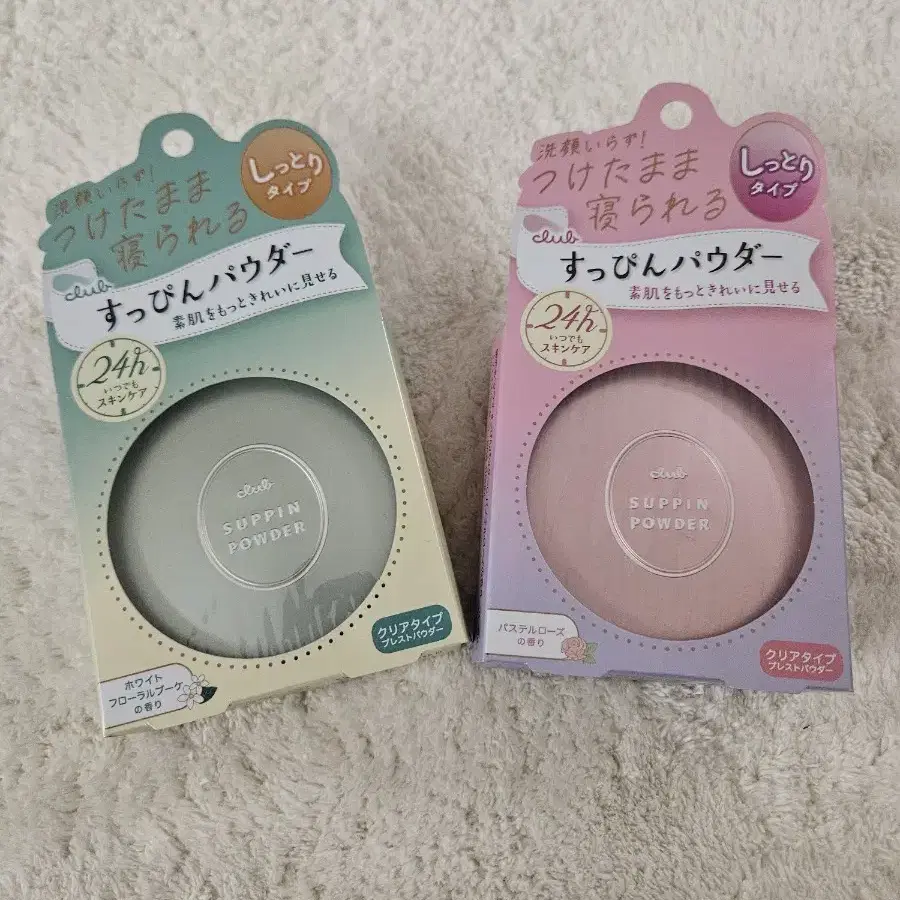 洗顔いらず!
つけたまま
寝られる
しっとり
タイプ
club
すっぴんパウダー
素肌をもっときれいに見せる
24h
いつでも
スキンケア
club
SUPPIN
POWDER
クリアタイプ
プレストパウダー
ホワイト
フローラルブーケ
の香り
洗顔いらず!
つけたまま
寝られる
しっとり
タイプ
club
すっぴんパウダー
素肌をもっときれいに見せる
24h
いつでも
スキンケア
club
SUPPIN
POWDER
パステルローズ
の香り
クリアタイプ
プレストパウダー